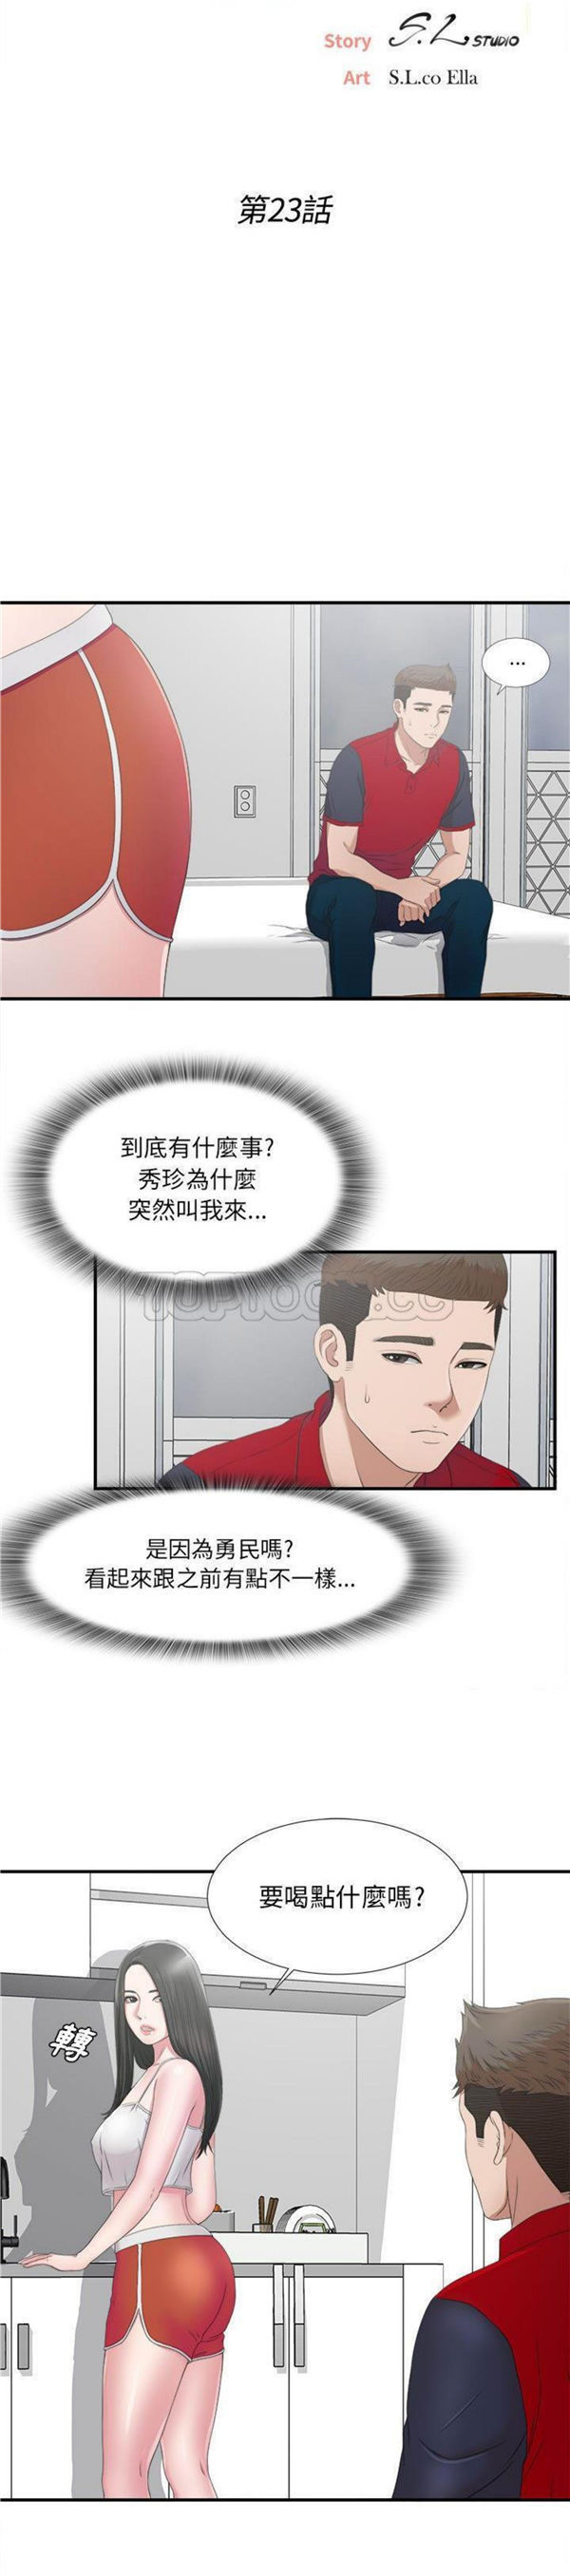 Story S.L STUDIO
Art S.L.co Ella
第23話
...
到底有什麼事?
秀珍為什麼
突然叫我來...
TOPTOON.CC
是因為勇民嗎?
看起來跟之前有點不一樣...
要喝點什麼嗎?
轉